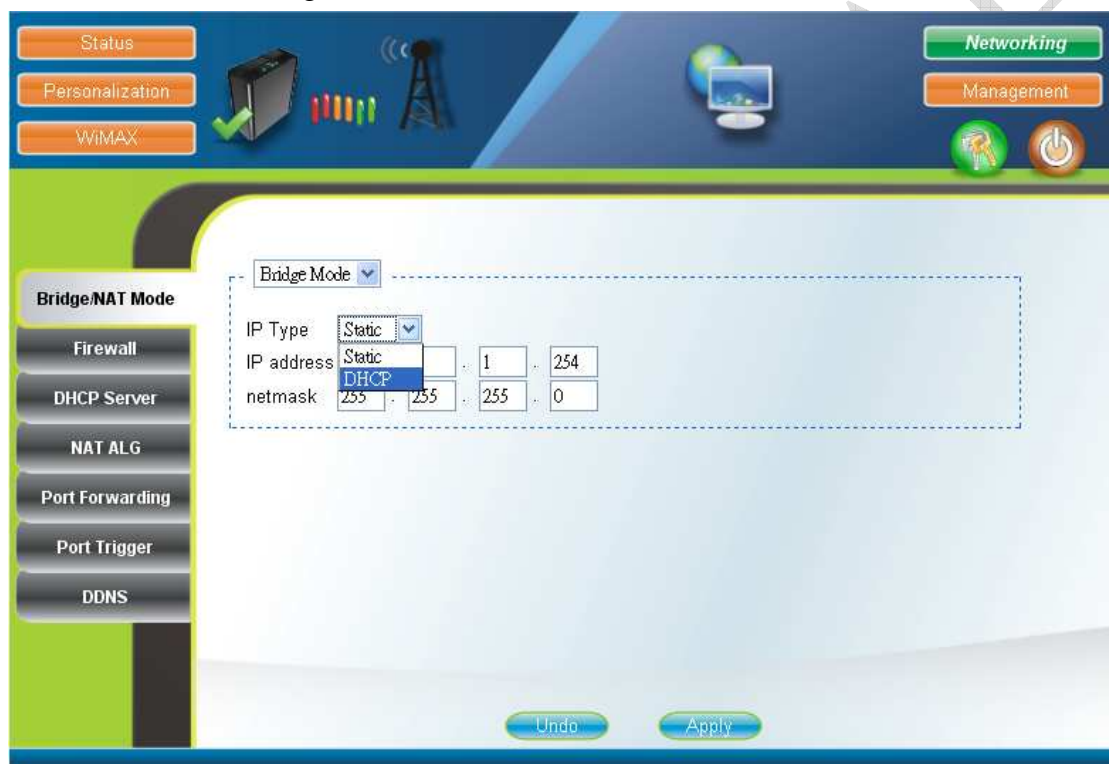 Status
Personalization
WiMAX
Networking
Management
Bridge/NAT Mode
Firewall
DHCP Server
NAT ALG
Port Forwarding
Port Trigger
DDNS
Bridge Mode
IP Type Static
Static
DHCP
IP address . 1 . 254
netmask 255 . 255 . 255 . 0
Undo Apply